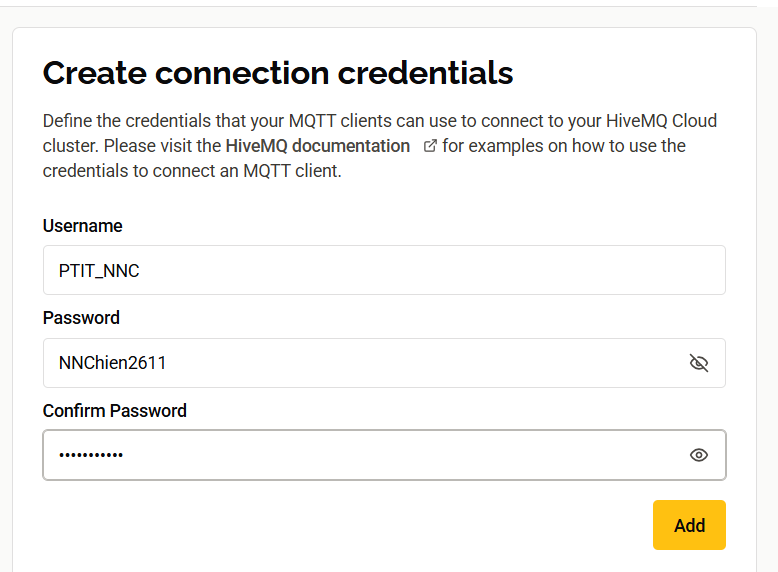 Create connection credentials
Define the credentials that your MQTT clients can use to connect to your HiveMQ Cloud
cluster. Please visit the HiveMQ documentation for examples on how to use the
credentials to connect an MQTT client.
Username
PTIT_NNC
Password
NNChien2611
Confirm Password
•••••••••••
Add